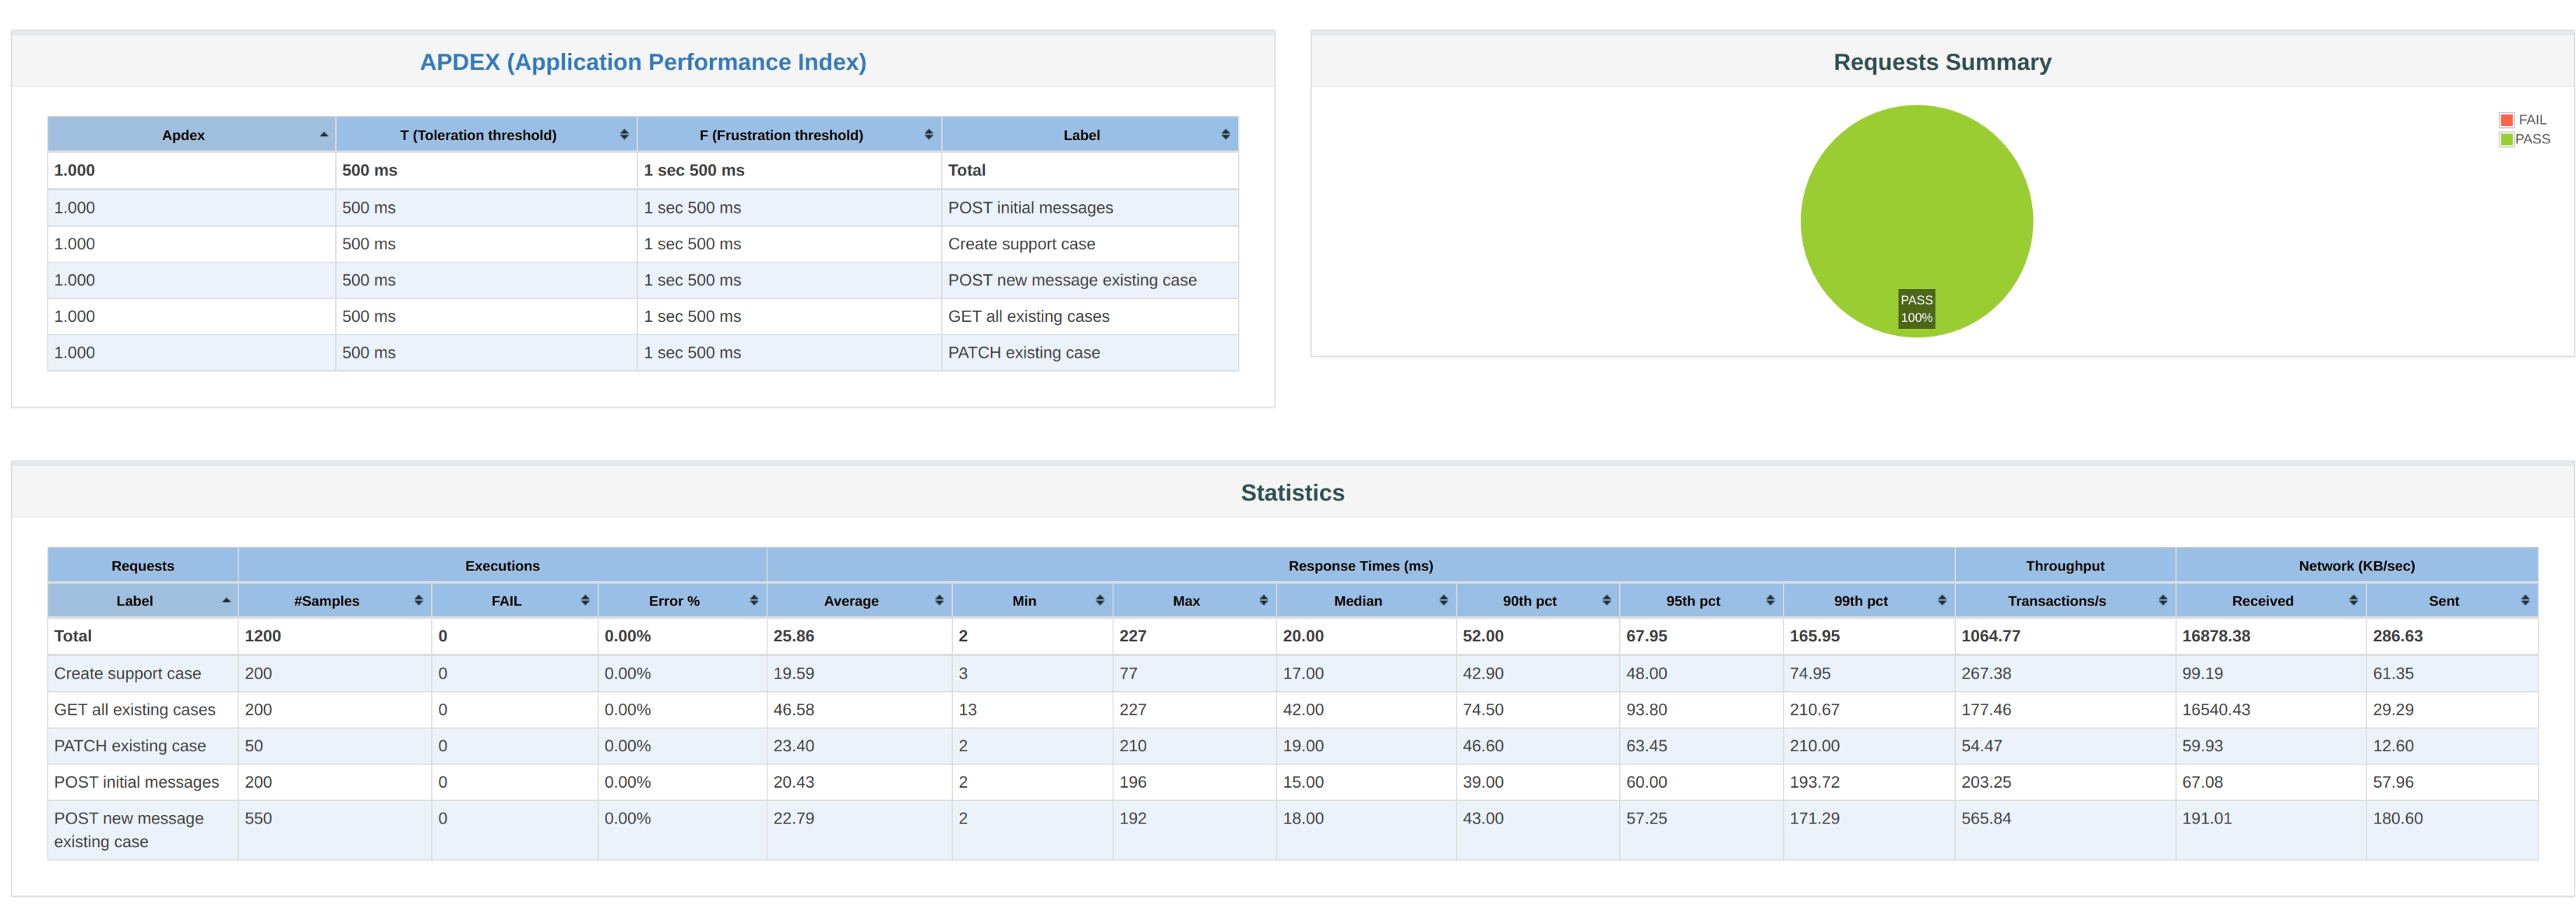 APDEX (Application Performance Index)
Apdex T (Toleration threshold) F (Frustration threshold) Label
1.000 500 ms 1 sec 500 ms Total
1.000 500 ms 1 sec 500 ms POST initial messages
1.000 500 ms 1 sec 500 ms Create support case
1.000 500 ms 1 sec 500 ms POST new message existing case
1.000 500 ms 1 sec 500 ms GET all existing cases
1.000 500 ms 1 sec 500 ms PATCH existing case
Requests Summary
FAIL
PASS
PASS
100%
Statistics
Requests Executions Response Times (ms) Throughput Network (KB/sec)
Label #Samples FAIL Error % Average Min Max Median 90th pct 95th pct 99th pct Transactions/s Received Sent
Total 1200 0 0.00% 25.86 2 227 20.00 52.00 67.95 165.95 1064.77 16878.38 286.63
Create support case 200 0 0.00% 19.59 3 77 17.00 42.90 48.00 74.95 267.38 99.19 61.35
GET all existing cases 200 0 0.00% 46.58 13 227 42.00 74.50 93.80 210.67 177.46 16540.43 29.29
PATCH existing case 50 0 0.00% 23.40 2 210 19.00 46.60 63.45 210.00 54.47 59.93 12.60
POST initial messages 200 0 0.00% 20.43 2 196 15.00 39.00 60.00 193.72 203.25 67.08 57.96
POST new message 550 0 0.00% 22.79 2 192 18.00 43.00 57.25 171.29 565.84 191.01 180.60
existing case